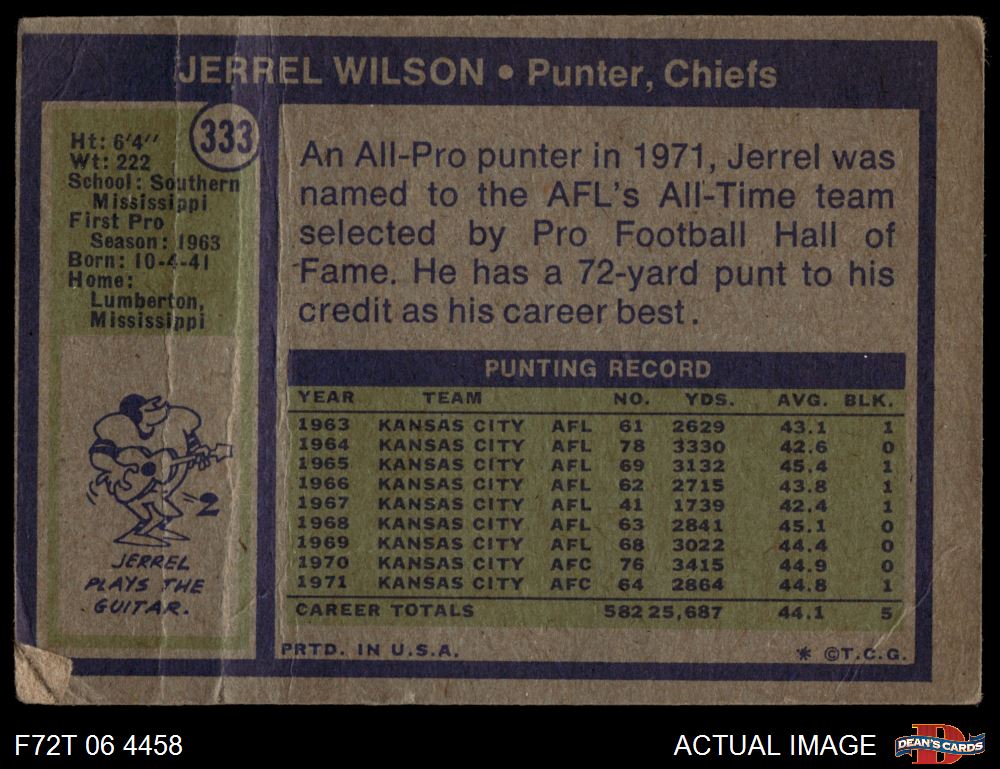 JERREL WILSON • Punter, Chiefs
333
Ht: 6'4"
Wt: 222
School: Southern
Mississippi
First Pro
Season: 1963
Born: 10-4-41
Home:
Lumberton,
Mississippi
An All-Pro punter in 1971, Jerrel was
named to the AFL's All-Time team
selected by Pro Football Hall of
Fame. He has a 72-yard punt to his
credit as his career best.
JERREL
PLAYS THE
GUITAR.
PUNTING RECORD
YEAR TEAM NO. YDS. AVG. BLK.
1963 KANSAS CITY AFL 61 2629 43.1 1
1964 KANSAS CITY AFL 78 3330 42.6 0
1965 KANSAS CITY AFL 69 3132 45.4 1
1966 KANSAS CITY AFL 62 2715 43.8 1
1967 KANSAS CITY AFL 41 1739 42.4 1
1968 KANSAS CITY AFL 63 2841 45.1 0
1969 KANSAS CITY AFL 68 3022 44.4 0
1970 KANSAS CITY AFC 76 3415 44.9 0
1971 KANSAS CITY AFC 64 2864 44.8 1
CAREER TOTALS 582 25,687 44.1 5
PRTD. IN U.S.A. * ©T.C.G.
F72T 06 4458 ACTUAL IMAGE DEAN'S CARDS